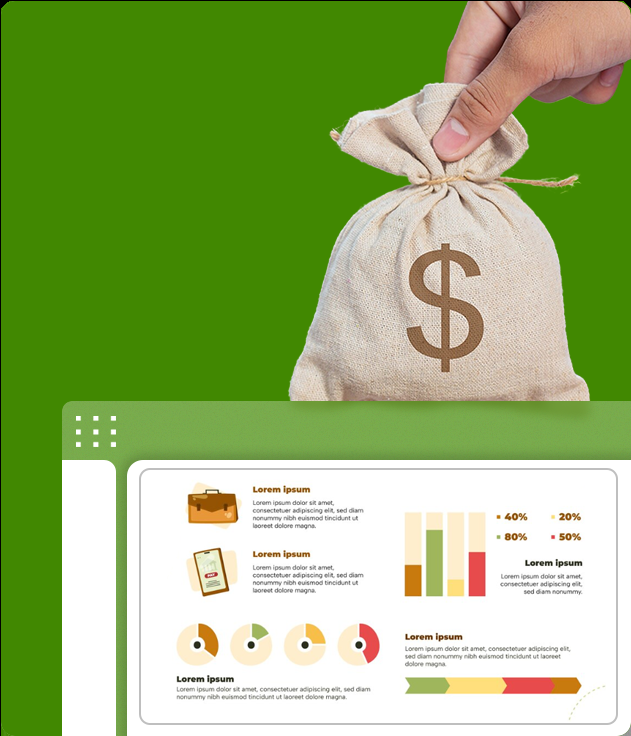 $
Lorem ipsum
Lorem ipsum dolor sit amet,
consectetuer adipiscing elit, sed diam
nonummy nibh euismod tincidunt ut
laoreet dolore magna.
Lorem ipsum
Lorem ipsum dolor sit amet,
consectetuer adipiscing elit, sed diam
nonummy nibh euismod tincidunt ut
laoreet dolore magna.
40% 20%
80% 50%
Lorem ipsum
Lorem ipsum dolor sit amet,
consectetuer adipiscing elit,
sed diam nonummy.
Lorem ipsum
Lorem ipsum dolor sit amet, consectetuer adipiscing elit, sed diam
nonummy nibh euismod tincidunt ut laoreet dolore magna.
Lorem ipsum
Lorem ipsum dolor sit amet, consectetuer adipiscing elit,
sed diam nonummy nibh euismod tincidunt ut laoreet
dolore magna.